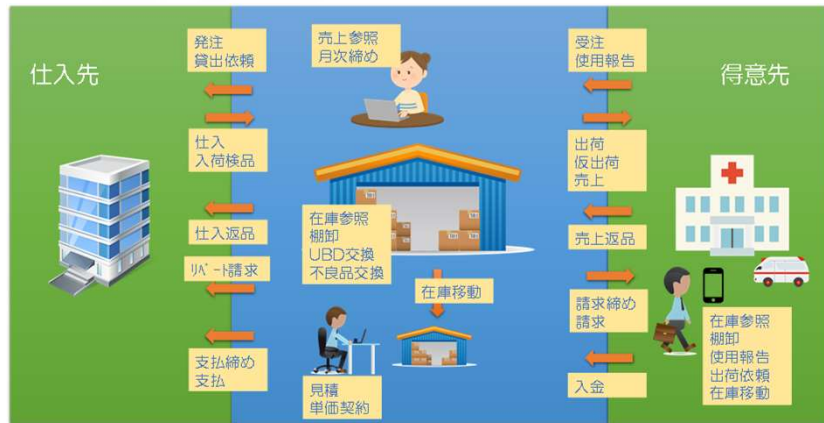 仕入先
発注
貸出依頼
仕入
入荷検品
仕入返品
リベート請求
支払締め
支払
売上参照
月次締め
在庫参照
棚卸
UBD交換
不良品交換
在庫移動
見積
単価契約
受注
使用報告
出荷
仮出荷
売上
売上返品
請求締め
請求
入金
得意先
在庫参照
棚卸
使用報告
出荷依頼
在庫移動